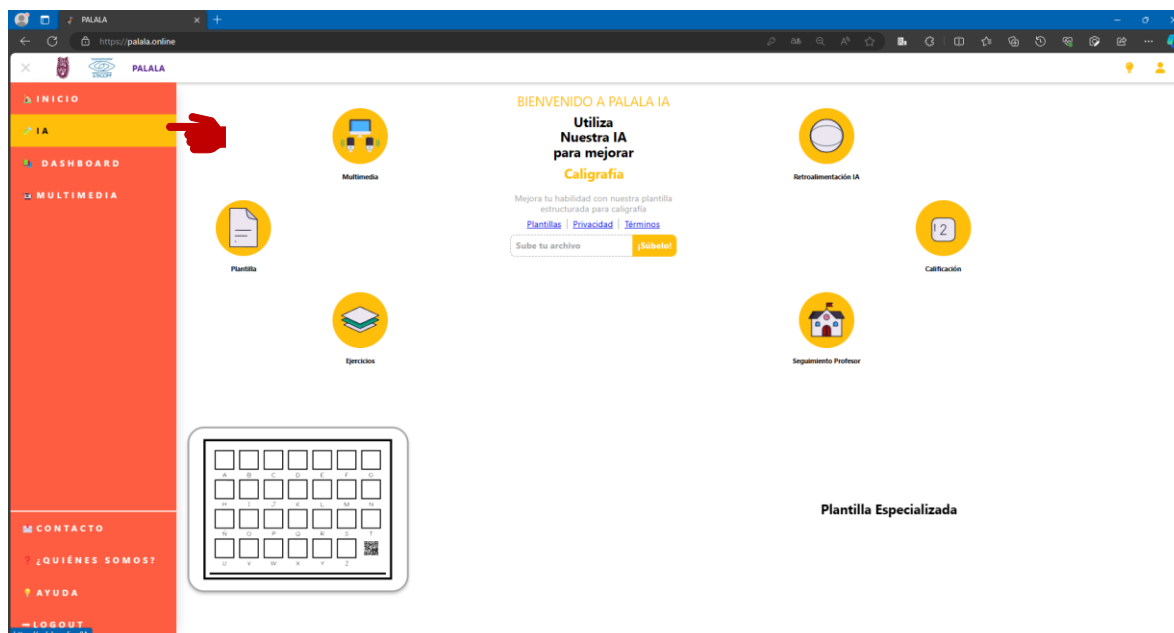 PALALA
https://palala.online
PALALA
INICIO
IA
DASHBOARD
MULTIMEDIA
CONTACTO
¿QUIÉNES SOMOS?
AYUDA
LOGOUT
BIENVENIDO A PALALA IA
Utiliza
Nuestra IA
para mejorar
Caligrafía
Mejora tu habilidad con nuestra plantilla
estructurada para caligrafía
Plantillas | Privacidad | Términos
Sube tu archivo ¡Súbelo!
Multimedia
Plantilla
Ejercicios
Retroalimentación IA
12
Calificación
Seguimiento Profesor
A B C D E F G
H I J K L M N
Ñ O P Q R S T
U V W X Y Z
Plantilla Especializada